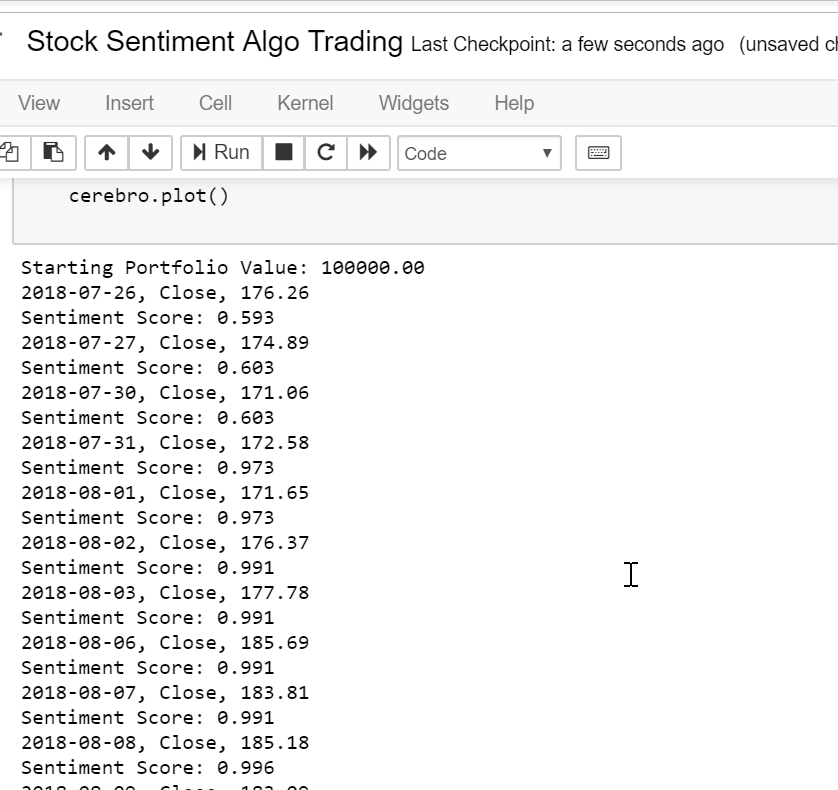 Stock Sentiment Algo Trading Last Checkpoint: a few seconds ago (unsaved
View Insert Cell Kernel Widgets Help
Run Code
cerebro.plot()
Starting Portfolio Value: 100000.00
2018-07-26, Close, 176.26
Sentiment Score: 0.593
2018-07-27, Close, 174.89
Sentiment Score: 0.603
2018-07-30, Close, 171.06
Sentiment Score: 0.603
2018-07-31, Close, 172.58
Sentiment Score: 0.973
2018-08-01, Close, 171.65
Sentiment Score: 0.973
2018-08-02, Close, 176.37
Sentiment Score: 0.991
2018-08-03, Close, 177.78
Sentiment Score: 0.991
2018-08-06, Close, 185.69
Sentiment Score: 0.991
2018-08-07, Close, 183.81
Sentiment Score: 0.991
2018-08-08, Close, 185.18
Sentiment Score: 0.996